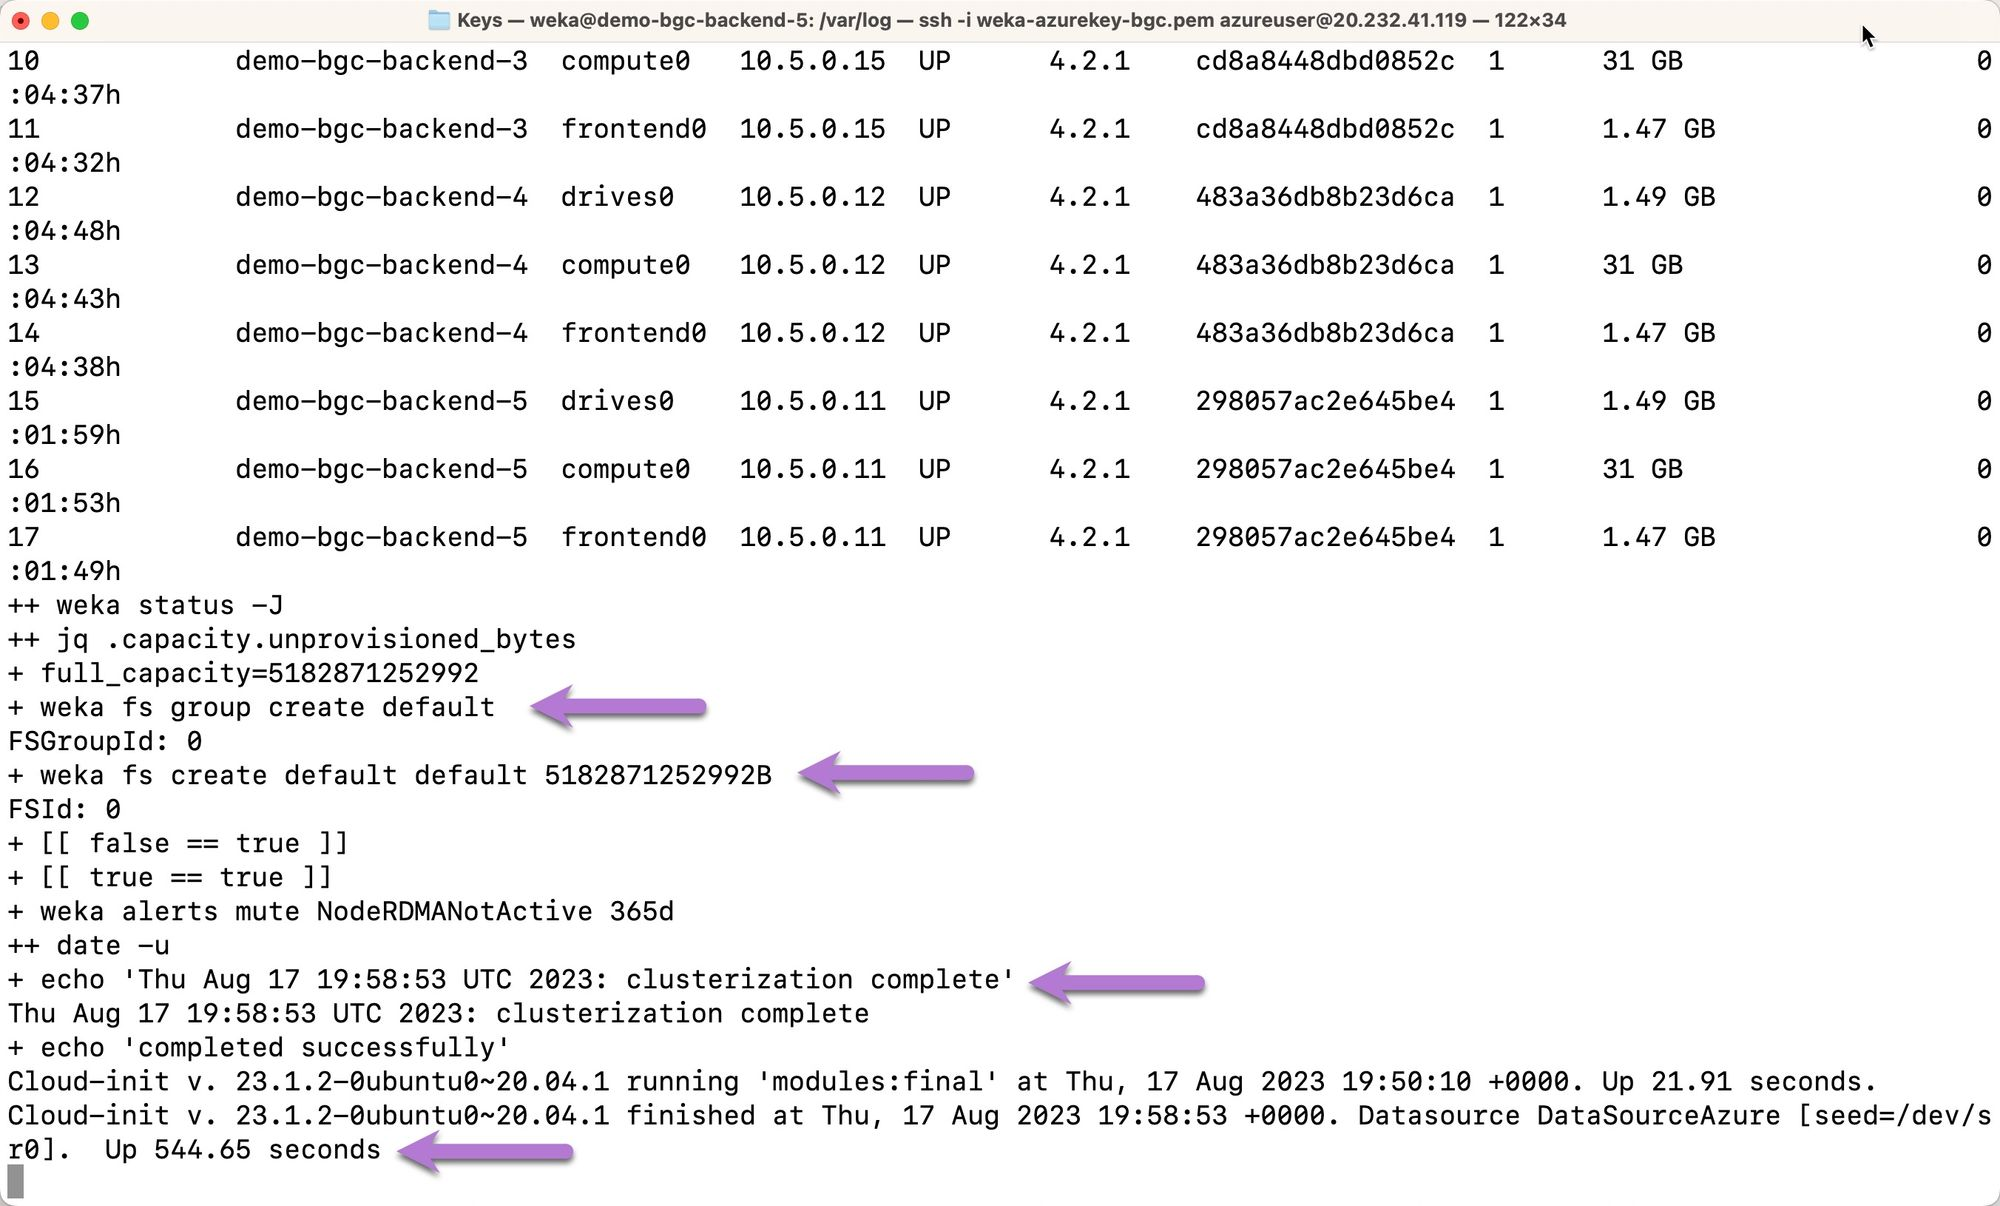 Keys — weka@demo-bgc-backend-5: /var/log — ssh -i weka-azurekey-bgc.pem azureuser@20.232.41.119 — 122×34
10 demo-bgc-backend-3 compute0 10.5.0.15 UP 4.2.1 cd8a8448dbd0852c 1 31 GB 0
:04:37h
11 demo-bgc-backend-3 frontend0 10.5.0.15 UP 4.2.1 cd8a8448dbd0852c 1 1.47 GB 0
:04:32h
12 demo-bgc-backend-4 drives0 10.5.0.12 UP 4.2.1 483a36db8b23d6ca 1 1.49 GB 0
:04:48h
13 demo-bgc-backend-4 compute0 10.5.0.12 UP 4.2.1 483a36db8b23d6ca 1 31 GB 0
:04:43h
14 demo-bgc-backend-4 frontend0 10.5.0.12 UP 4.2.1 483a36db8b23d6ca 1 1.47 GB 0
:04:38h
15 demo-bgc-backend-5 drives0 10.5.0.11 UP 4.2.1 298057ac2e645be4 1 1.49 GB 0
:01:59h
16 demo-bgc-backend-5 compute0 10.5.0.11 UP 4.2.1 298057ac2e645be4 1 31 GB 0
:01:53h
17 demo-bgc-backend-5 frontend0 10.5.0.11 UP 4.2.1 298057ac2e645be4 1 1.47 GB 0
:01:49h
++ weka status -J
++ jq .capacity.unprovisioned_bytes
+ full_capacity=5182871252992
+ weka fs group create default
FSGroupId: 0
+ weka fs create default default 5182871252992B
FSId: 0
+ [[ false == true ]]
+ [[ true == true ]]
+ weka alerts mute NodeRDMANotActive 365d
++ date -u
+ echo 'Thu Aug 17 19:58:53 UTC 2023: clusterization complete'
Thu Aug 17 19:58:53 UTC 2023: clusterization complete
+ echo 'completed successfully'
Cloud-init v. 23.1.2-0ubuntu0~20.04.1 running 'modules:final' at Thu, 17 Aug 2023 19:50:10 +0000. Up 21.91 seconds.
Cloud-init v. 23.1.2-0ubuntu0~20.04.1 finished at Thu, 17 Aug 2023 19:58:53 +0000. Datasource DataSourceAzure [seed=/dev/s
r0].  Up 544.65 seconds